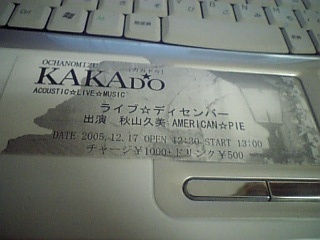 OCHANOMIZU
KAKADO
ACOUSTIC☆LIVE☆MUSIC
ライブ☆ディセンバー
出演 秋山久美 AMERICAN☆PIE
DATE 2005.12.17 OPEN 12:30 START 13:00
チャージ¥1000+ドリンク¥500